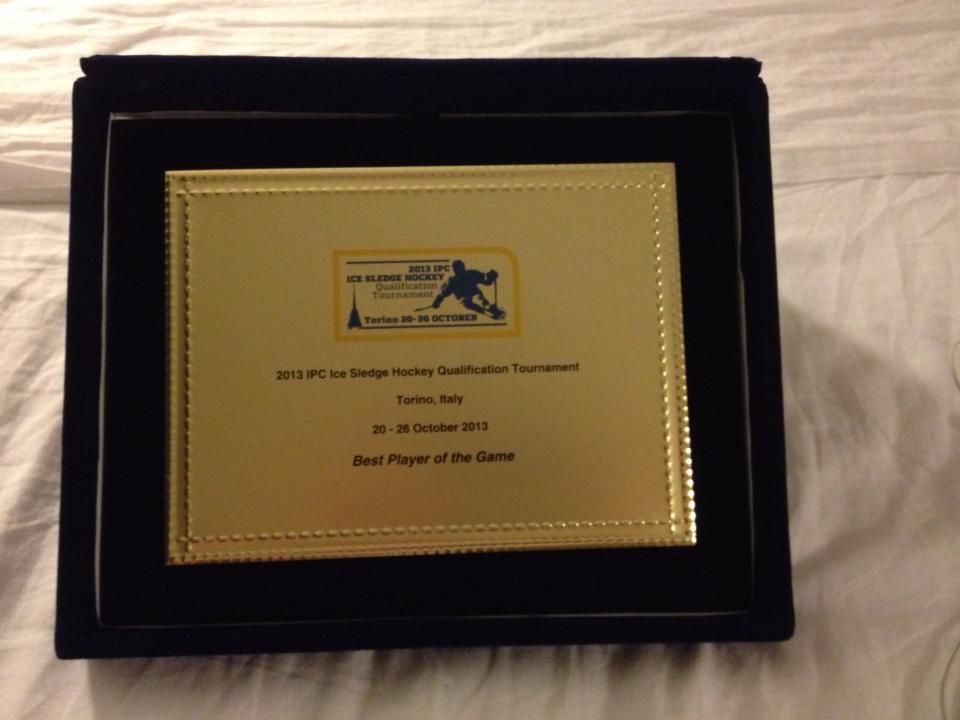 2013 IPC
ICE SLEDGE HOCKEY
Qualification
Tournament
Torino 20-26 OCTOBER
2013 IPC Ice Sledge Hockey Qualification Tournament
Torino, Italy
20 - 26 October 2013
Best Player of the Game